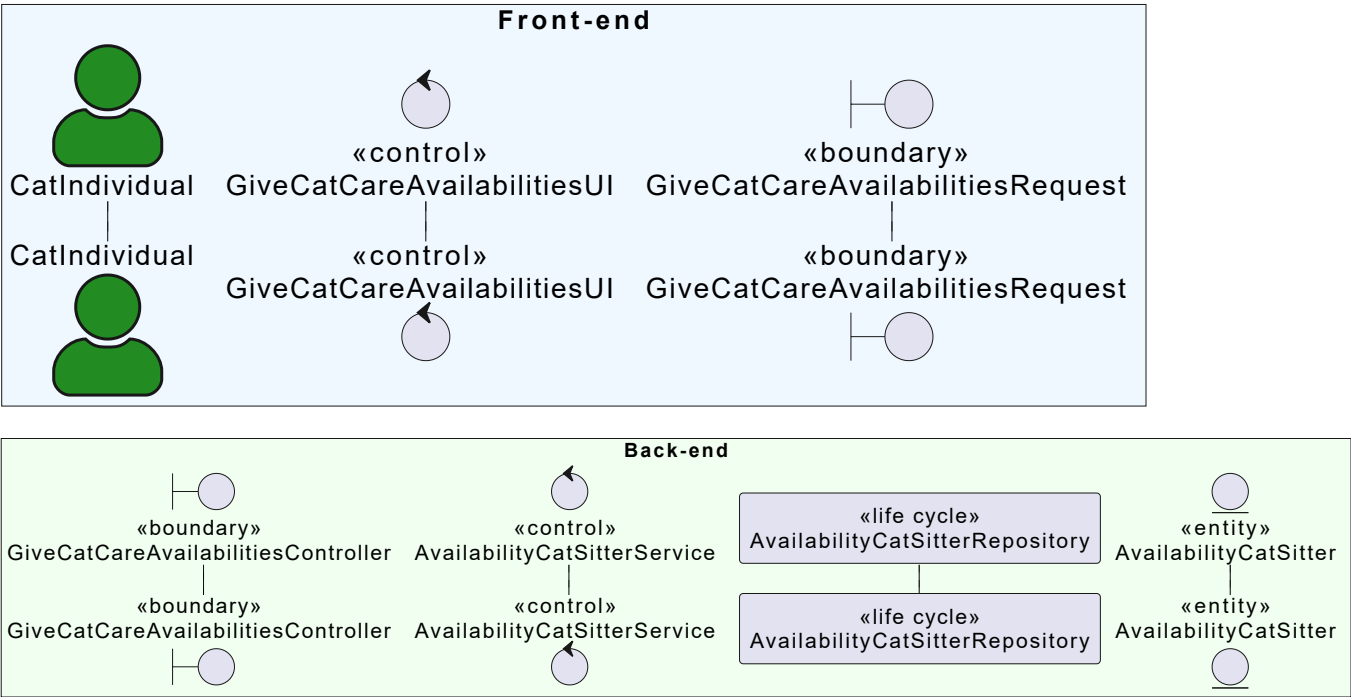 Front-end
«control» «boundary»
CatIndividual GiveCatCareAvailabilitiesUI GiveCatCareAvailabilitiesRequest
CatIndividual «control» «boundary»
GiveCatCareAvailabilitiesUI GiveCatCareAvailabilitiesRequest
Back-end
«life cycle»
«boundary» «control» «entity»
AvailabilityCatSitterRepository
GiveCatCareAvailabilitiesController AvailabilityCatSitterService AvailabilityCatSitter
«boundary» «control» «entity»
«life cycle»
GiveCatCareAvailabilitiesController AvailabilityCatSitterService AvailabilityCatSitter
AvailabilityCatSitterRepository